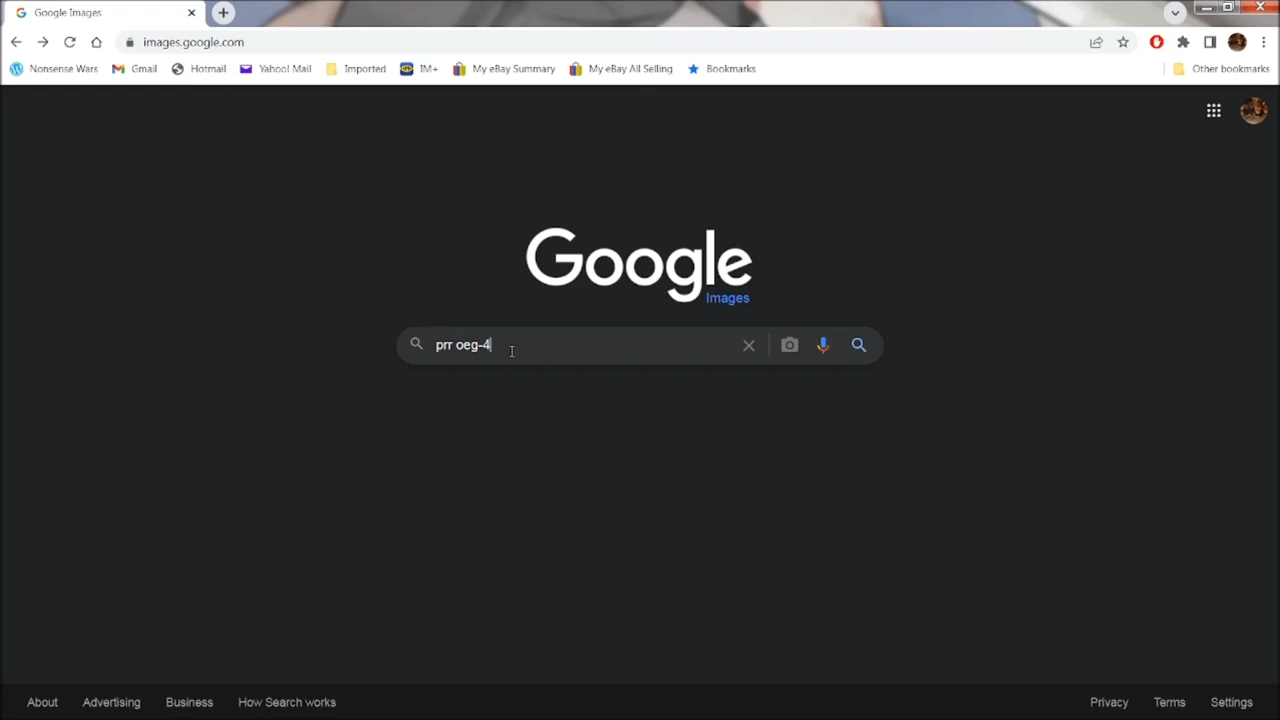 Google Images
images.google.com
Nonsense Wars Gmail Hotmail Yahoo! Mail Imported IM+ My eBay Summary My eBay All Selling Bookmarks Other bookmarks
Google
Images
prr oeg-4
About Advertising Business How Search works Privacy Terms Settings